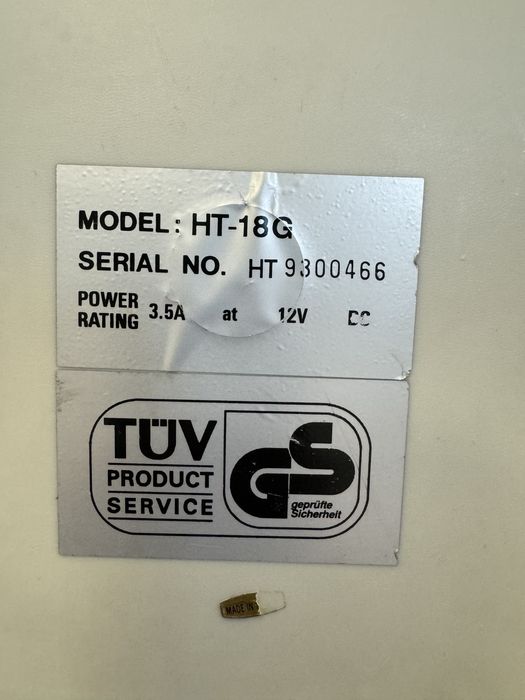 MODEL: HT-18G
SERIAL NO. HT 9300466
POWER RATING 3.5A at 12V DC
TÜV
PRODUCT
SERVICE
GS
geprüfte
Sicherheit
MADE IN